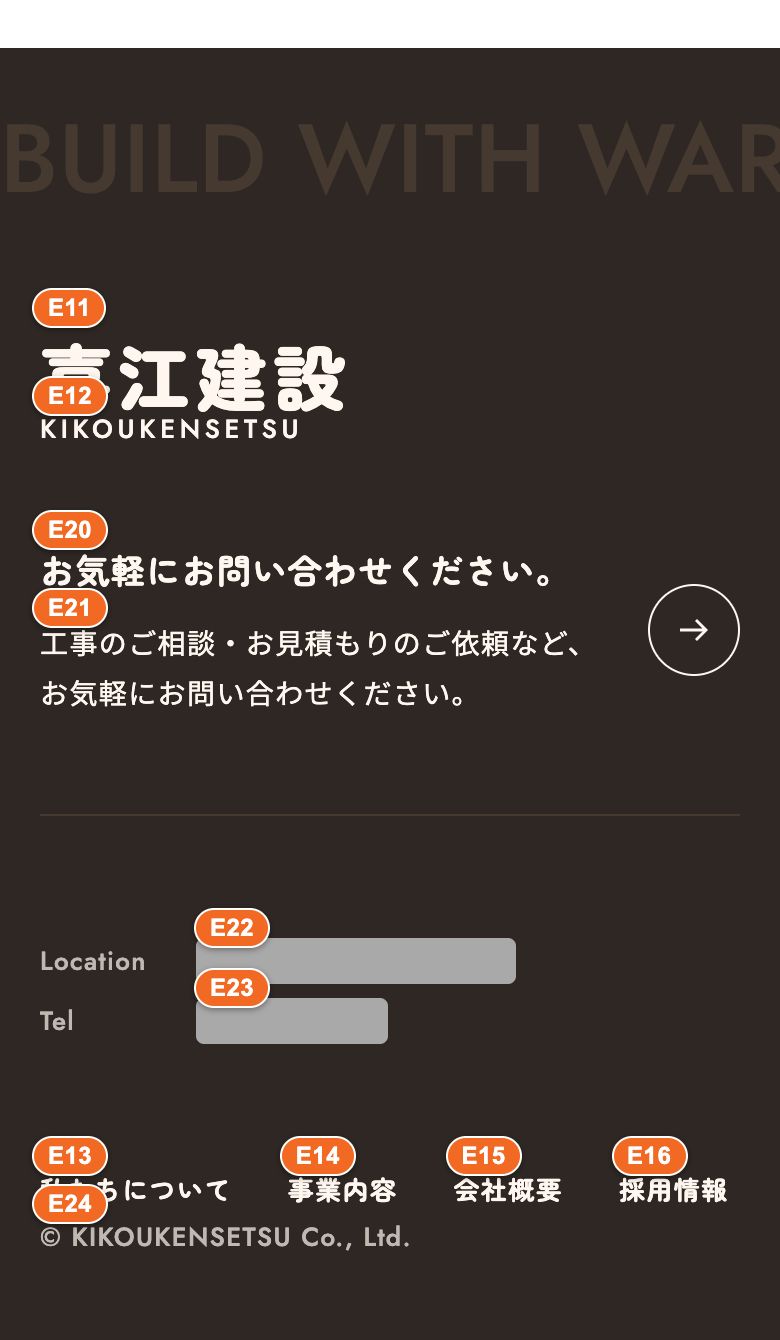 BUILD WITH WAR
E11
江建設
E12
KIKOUKENSETSU
E20
お気軽にお問い合わせください。
E21
工事のご相談・お見積もりのご依頼など、
お気軽にお問い合わせください。
E22
Location
E23
Tel
E13 E14 E15 E16
私たちについて 事業内容 会社概要 採用情報
E24
© KIKOUKENSETSU Co., Ltd.